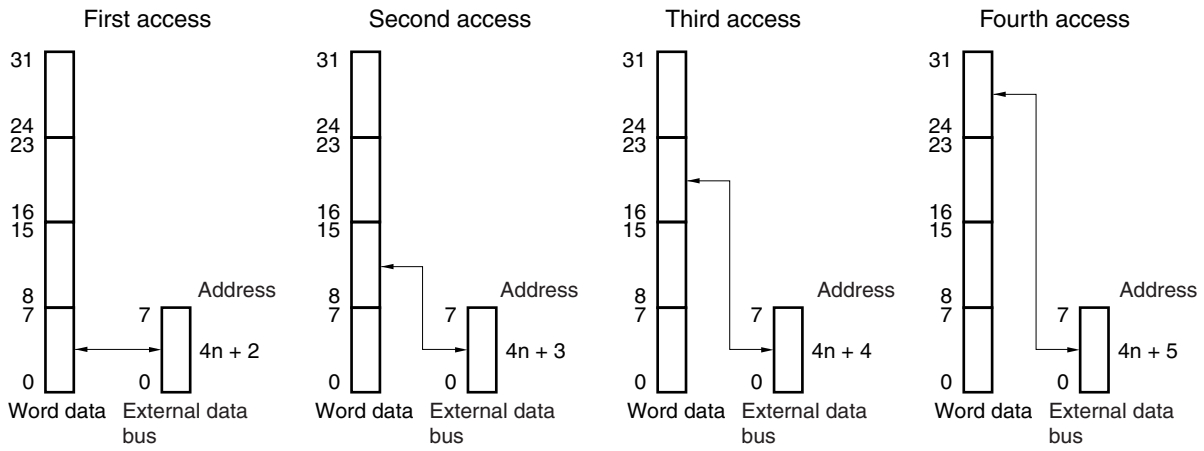 First access
31
24
23
16
15
8
7
0
Word data
Address
7
4n + 2
0
External data
bus
Second access
31
24
23
16
15
8
7
0
Word data
Address
7
4n + 3
0
External data
bus
Third access
31
24
23
16
15
8
7
0
Word data
Address
7
4n + 4
0
External data
bus
Fourth access
31
24
23
16
15
8
7
0
Word data
Address
7
4n + 5
0
External data
bus